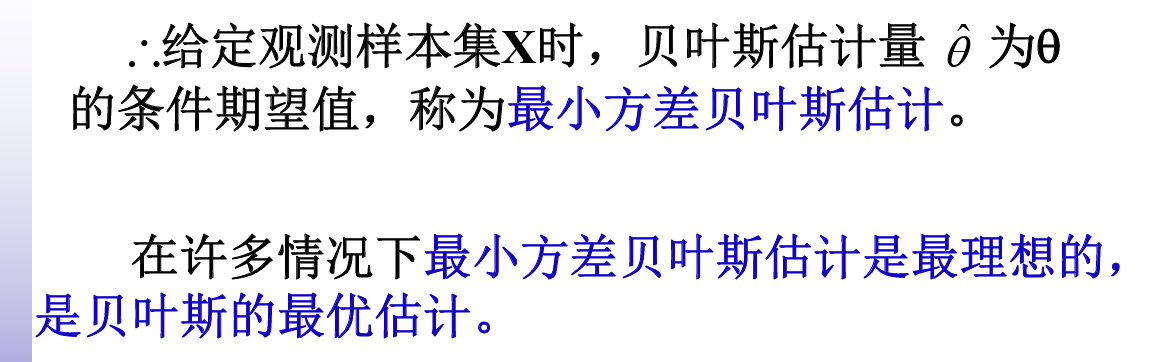 ∴给定观测样本集X时，贝叶斯估计量 θ̂ 为θ
的条件期望值，称为最小方差贝叶斯估计。
在许多情况下最小方差贝叶斯估计是最理想的，
是贝叶斯的最优估计。